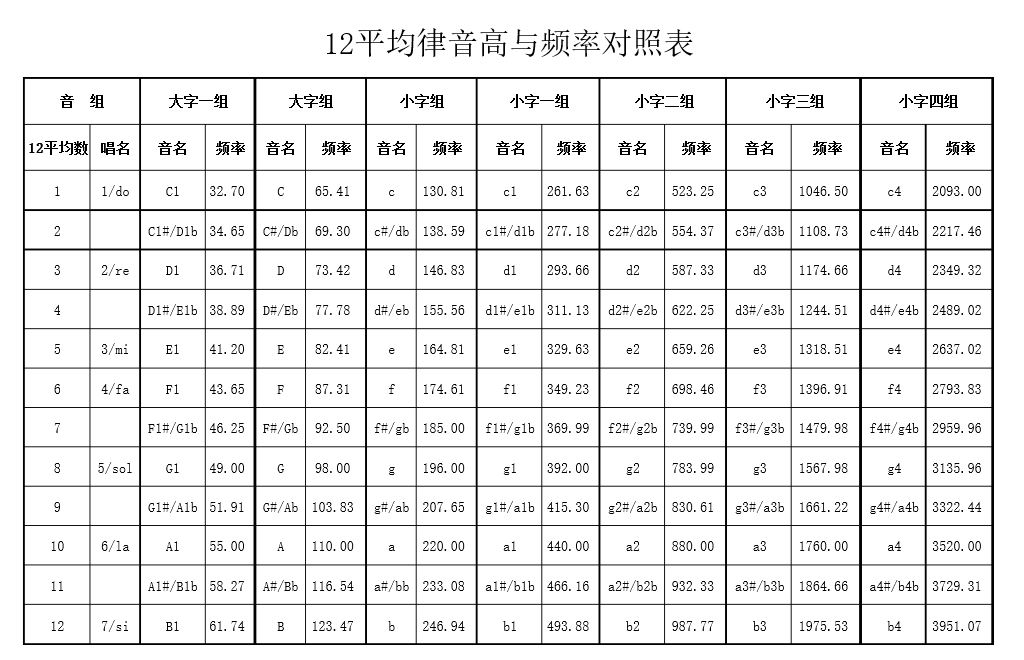 12平均律音高与频率对照表
音 组 大字一组 大字组 小字组 小字一组 小字二组 小字三组 小字四组
12平均数 唱名 音名 频率 音名 频率 音名 频率 音名 频率 音名 频率 音名 频率 音名 频率
1 1/do C1 32.70 C 65.41 c 130.81 c1 261.63 c2 523.25 c3 1046.50 c4 2093.00
2 C1#/D1b 34.65 C#/Db 69.30 c#/db 138.59 c1#/d1b 277.18 c2#/d2b 554.37 c3#/d3b 1108.73 c4#/d4b 2217.46
3 2/re D1 36.71 D 73.42 d 146.83 d1 293.66 d2 587.33 d3 1174.66 d4 2349.32
4 D1#/E1b 38.89 D#/Eb 77.78 d#/eb 155.56 d1#/e1b 311.13 d2#/e2b 622.25 d3#/e3b 1244.51 d4#/e4b 2489.02
5 3/mi E1 41.20 E 82.41 e 164.81 e1 329.63 e2 659.26 e3 1318.51 e4 2637.02
6 4/fa F1 43.65 F 87.31 f 174.61 f1 349.23 f2 698.46 f3 1396.91 f4 2793.83
7 F1#/G1b 46.25 F#/Gb 92.50 f#/gb 185.00 f1#/g1b 369.99 f2#/g2b 739.99 f3#/g3b 1479.98 f4#/g4b 2959.96
8 5/sol G1 49.00 G 98.00 g 196.00 g1 392.00 g2 783.99 g3 1567.98 g4 3135.96
9 G1#/A1b 51.91 G#/Ab 103.83 g#/ab 207.65 g1#/a1b 415.30 g2#/a2b 830.61 g3#/a3b 1661.22 g4#/a4b 3322.44
10 6/la A1 55.00 A 110.00 a 220.00 a1 440.00 a2 880.00 a3 1760.00 a4 3520.00
11 A1#/B1b 58.27 A#/Bb 116.54 a#/bb 233.08 a1#/b1b 466.16 a2#/b2b 932.33 a3#/b3b 1864.66 a4#/b4b 3729.31
12 7/si B1 61.74 B 123.47 b 246.94 b1 493.88 b2 987.77 b3 1975.53 b4 3951.07